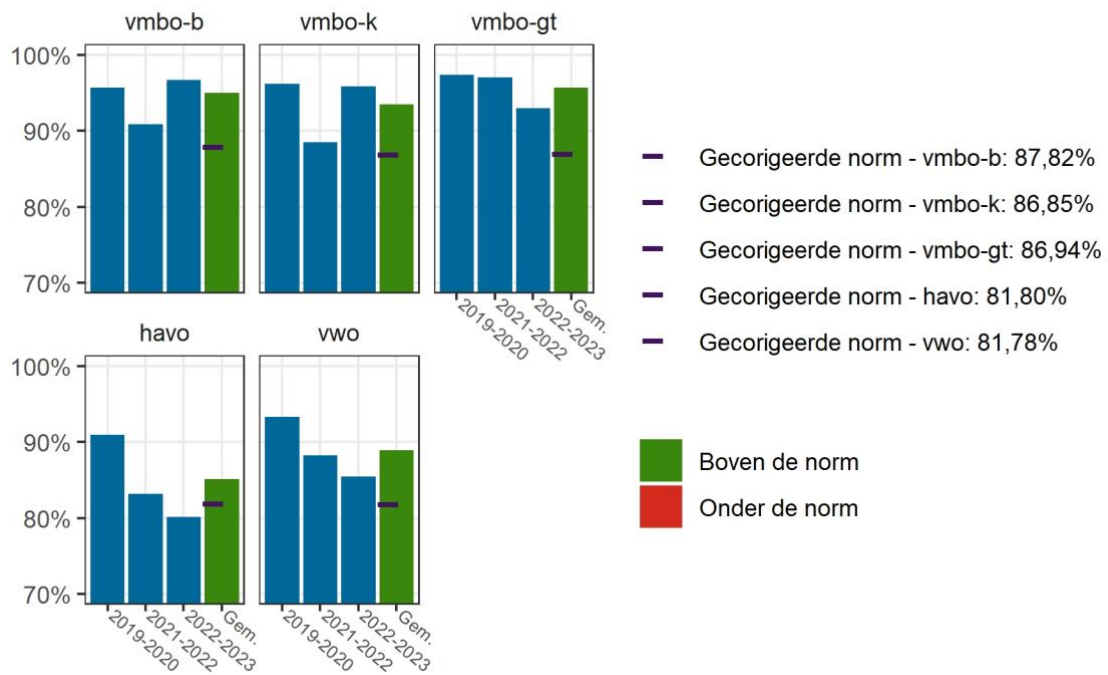 vmbo-b
vmbo-k
vmbo-gt
100%
90%
80%
70%
2019-2020
2021-2022
2022-2023
Gem.
havo
vwo
100%
90%
80%
70%
2019-2020
2021-2022
2022-2023
Gem.
2019-2020
2021-2022
2022-2023
Gem.
Gecorigeerde norm - vmbo-b: 87,82%
Gecorigeerde norm - vmbo-k: 86,85%
Gecorigeerde norm - vmbo-gt: 86,94%
Gecorigeerde norm - havo: 81,80%
Gecorigeerde norm - vwo: 81,78%
Boven de norm
Onder de norm